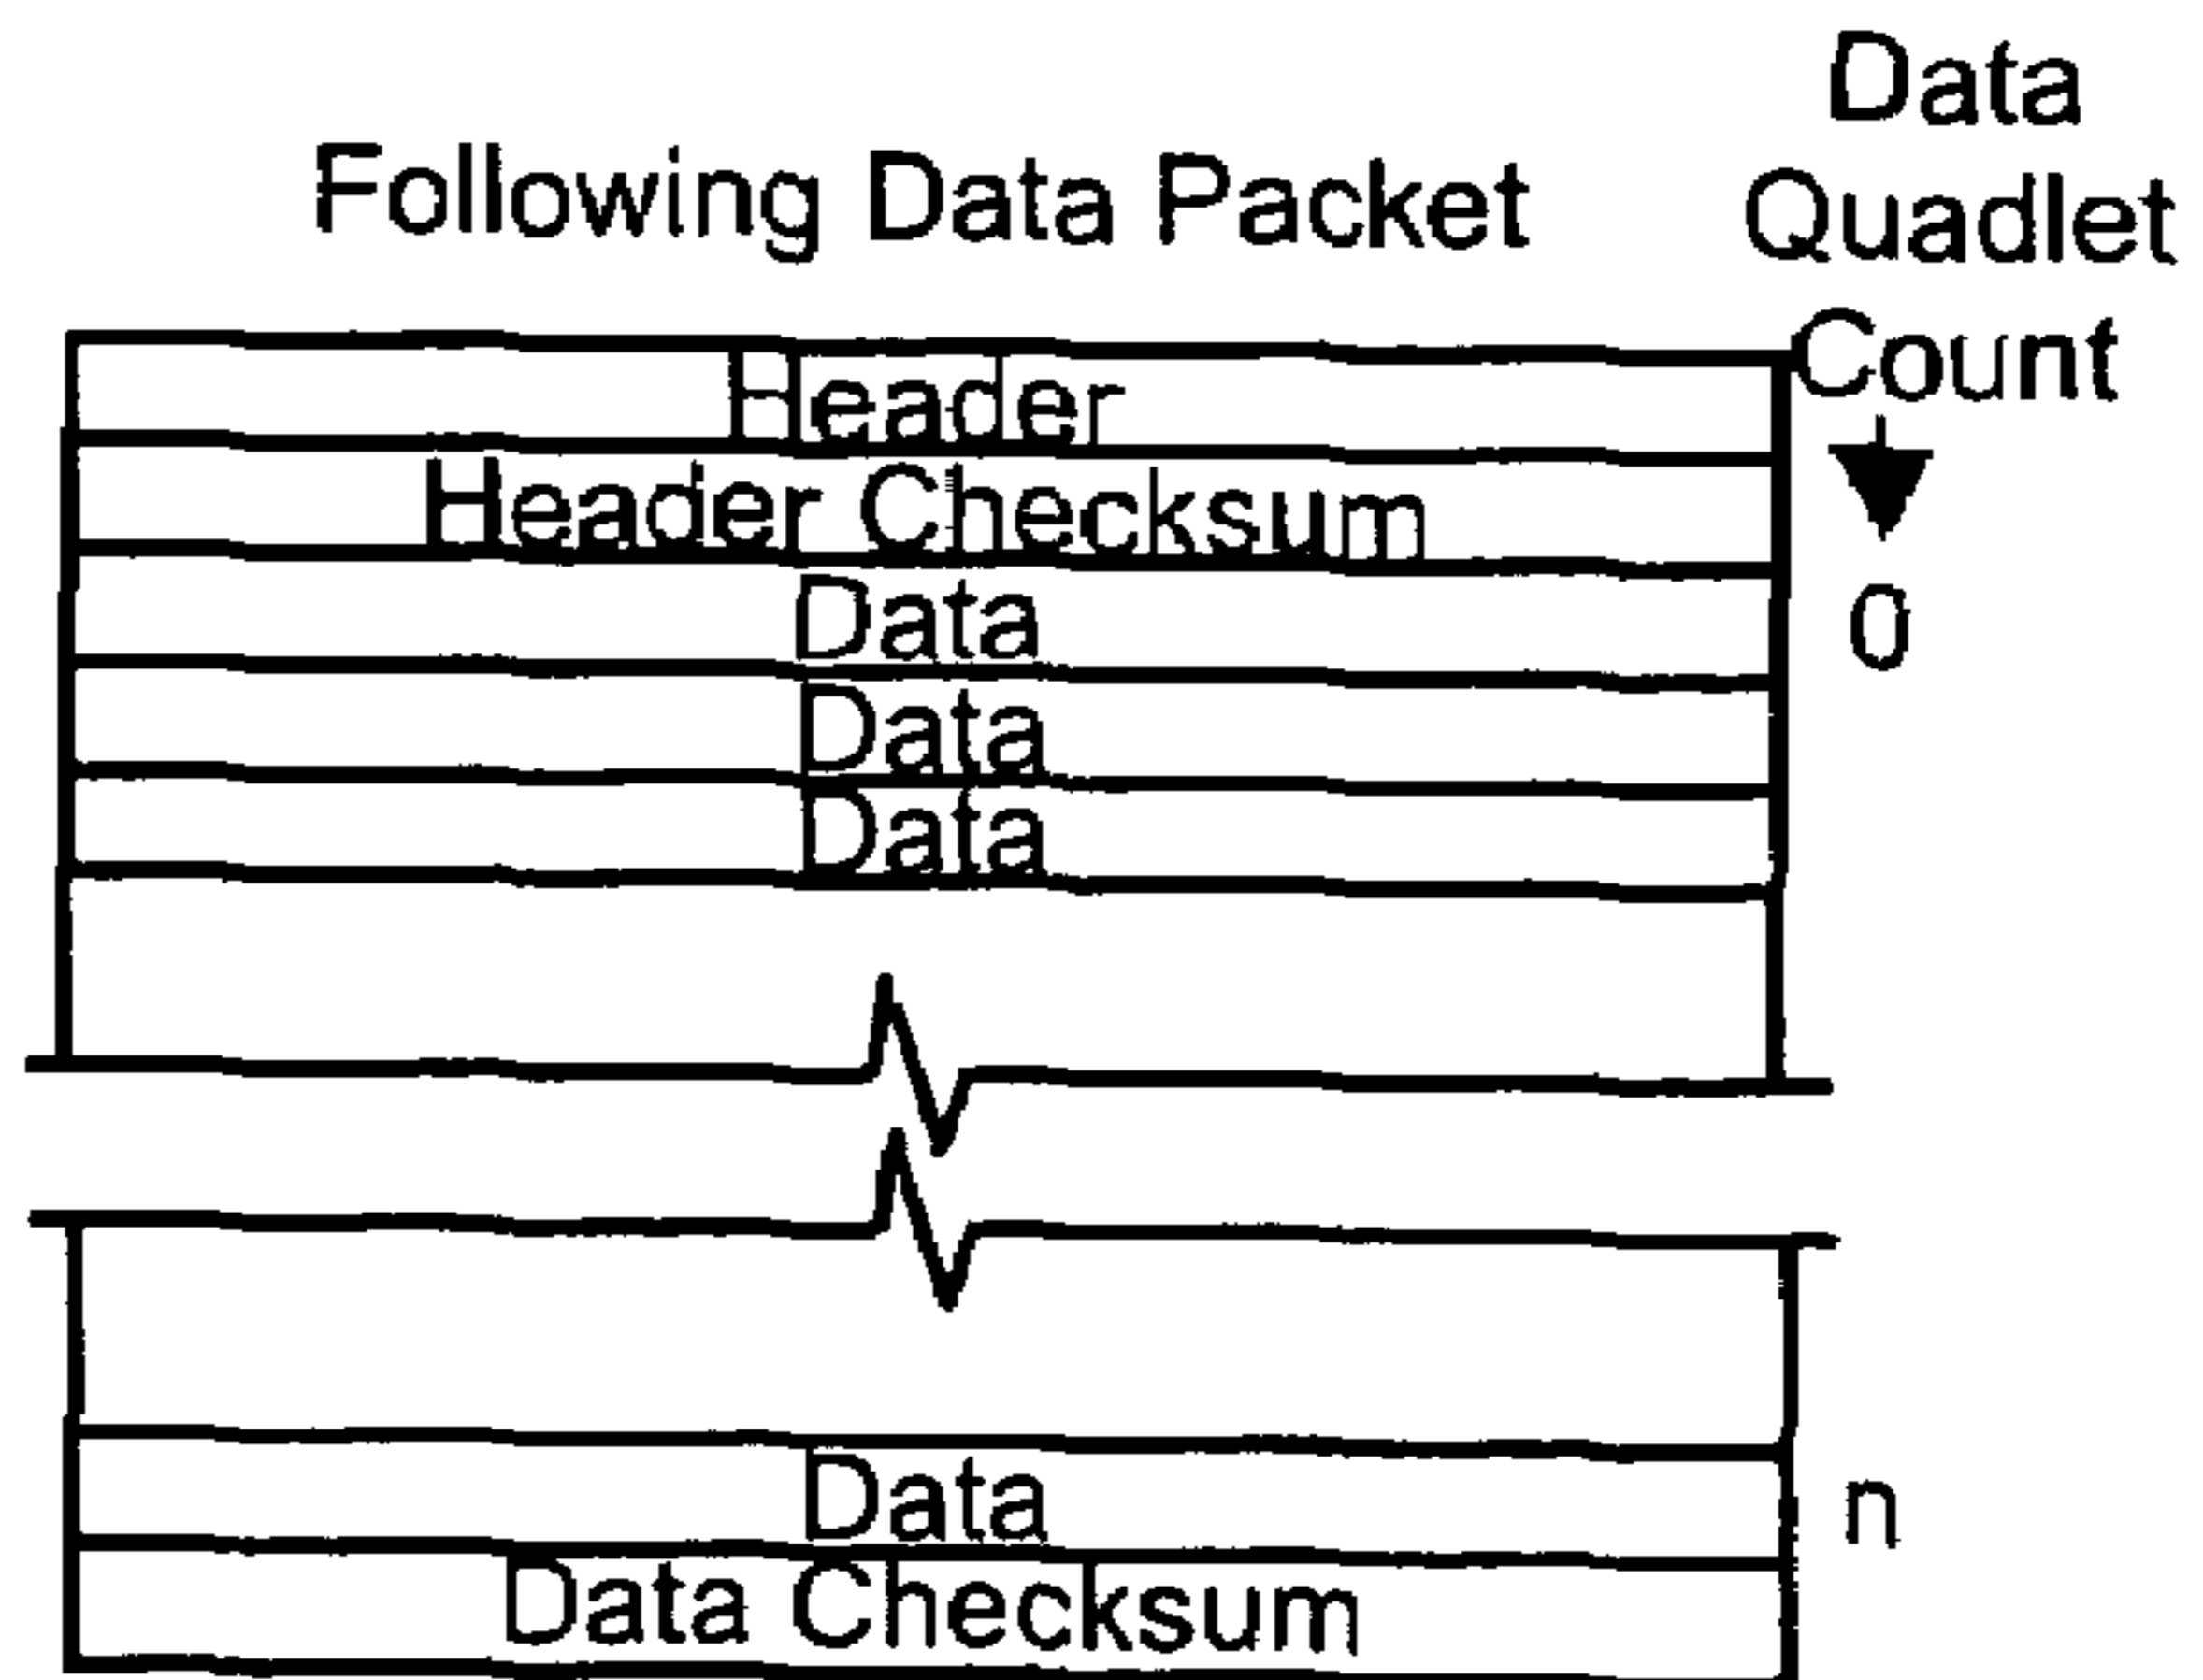 Data
Following Data Packet Quadlet
Count
Header
Header Checksum
Data 0
Data
Data
Data n
Data Checksum